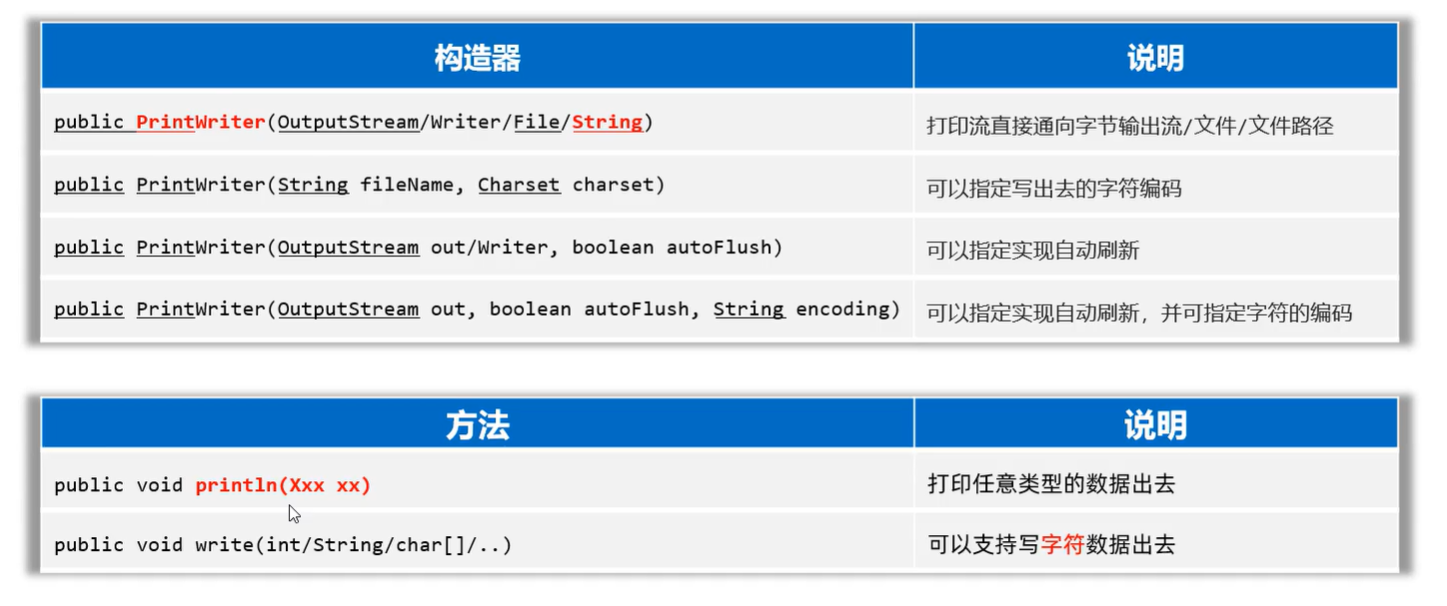 构造器 说明
public PrintWriter(OutputStream/Writer/File/String) 打印流直接通向字节输出流/文件/文件路径
public PrintWriter(String fileName, Charset charset) 可以指定写出去的字符编码
public PrintWriter(OutputStream out/Writer, boolean autoFlush) 可以指定实现自动刷新
public PrintWriter(OutputStream out, boolean autoFlush, String encoding) 可以指定实现自动刷新，并可指定字符的编码
方法 说明
public void println(Xxx xx) 打印任意类型的数据出去
public void write(int/String/char[]/..) 可以支持写字符数据出去